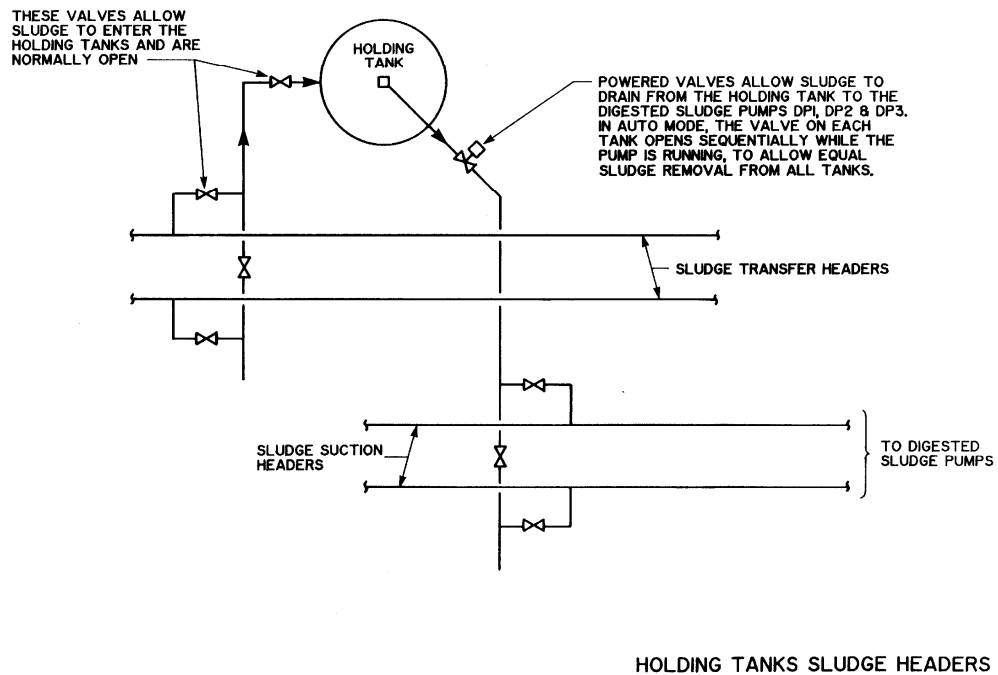 THESE VALVES ALLOW
SLUDGE TO ENTER THE
HOLDING TANKS AND ARE
NORMALLY OPEN
HOLDING
TANK
POWERED VALVES ALLOW SLUDGE TO
DRAIN FROM THE HOLDING TANK TO THE
DIGESTED SLUDGE PUMPS DP1, DP2 & DP3.
IN AUTO MODE, THE VALVE ON EACH
TANK OPENS SEQUENTIALLY WHILE THE
PUMP IS RUNNING, TO ALLOW EQUAL
SLUDGE REMOVAL FROM ALL TANKS.
SLUDGE TRANSFER HEADERS
SLUDGE SUCTION
HEADERS
TO DIGESTED
SLUDGE PUMPS
HOLDING TANKS SLUDGE HEADERS